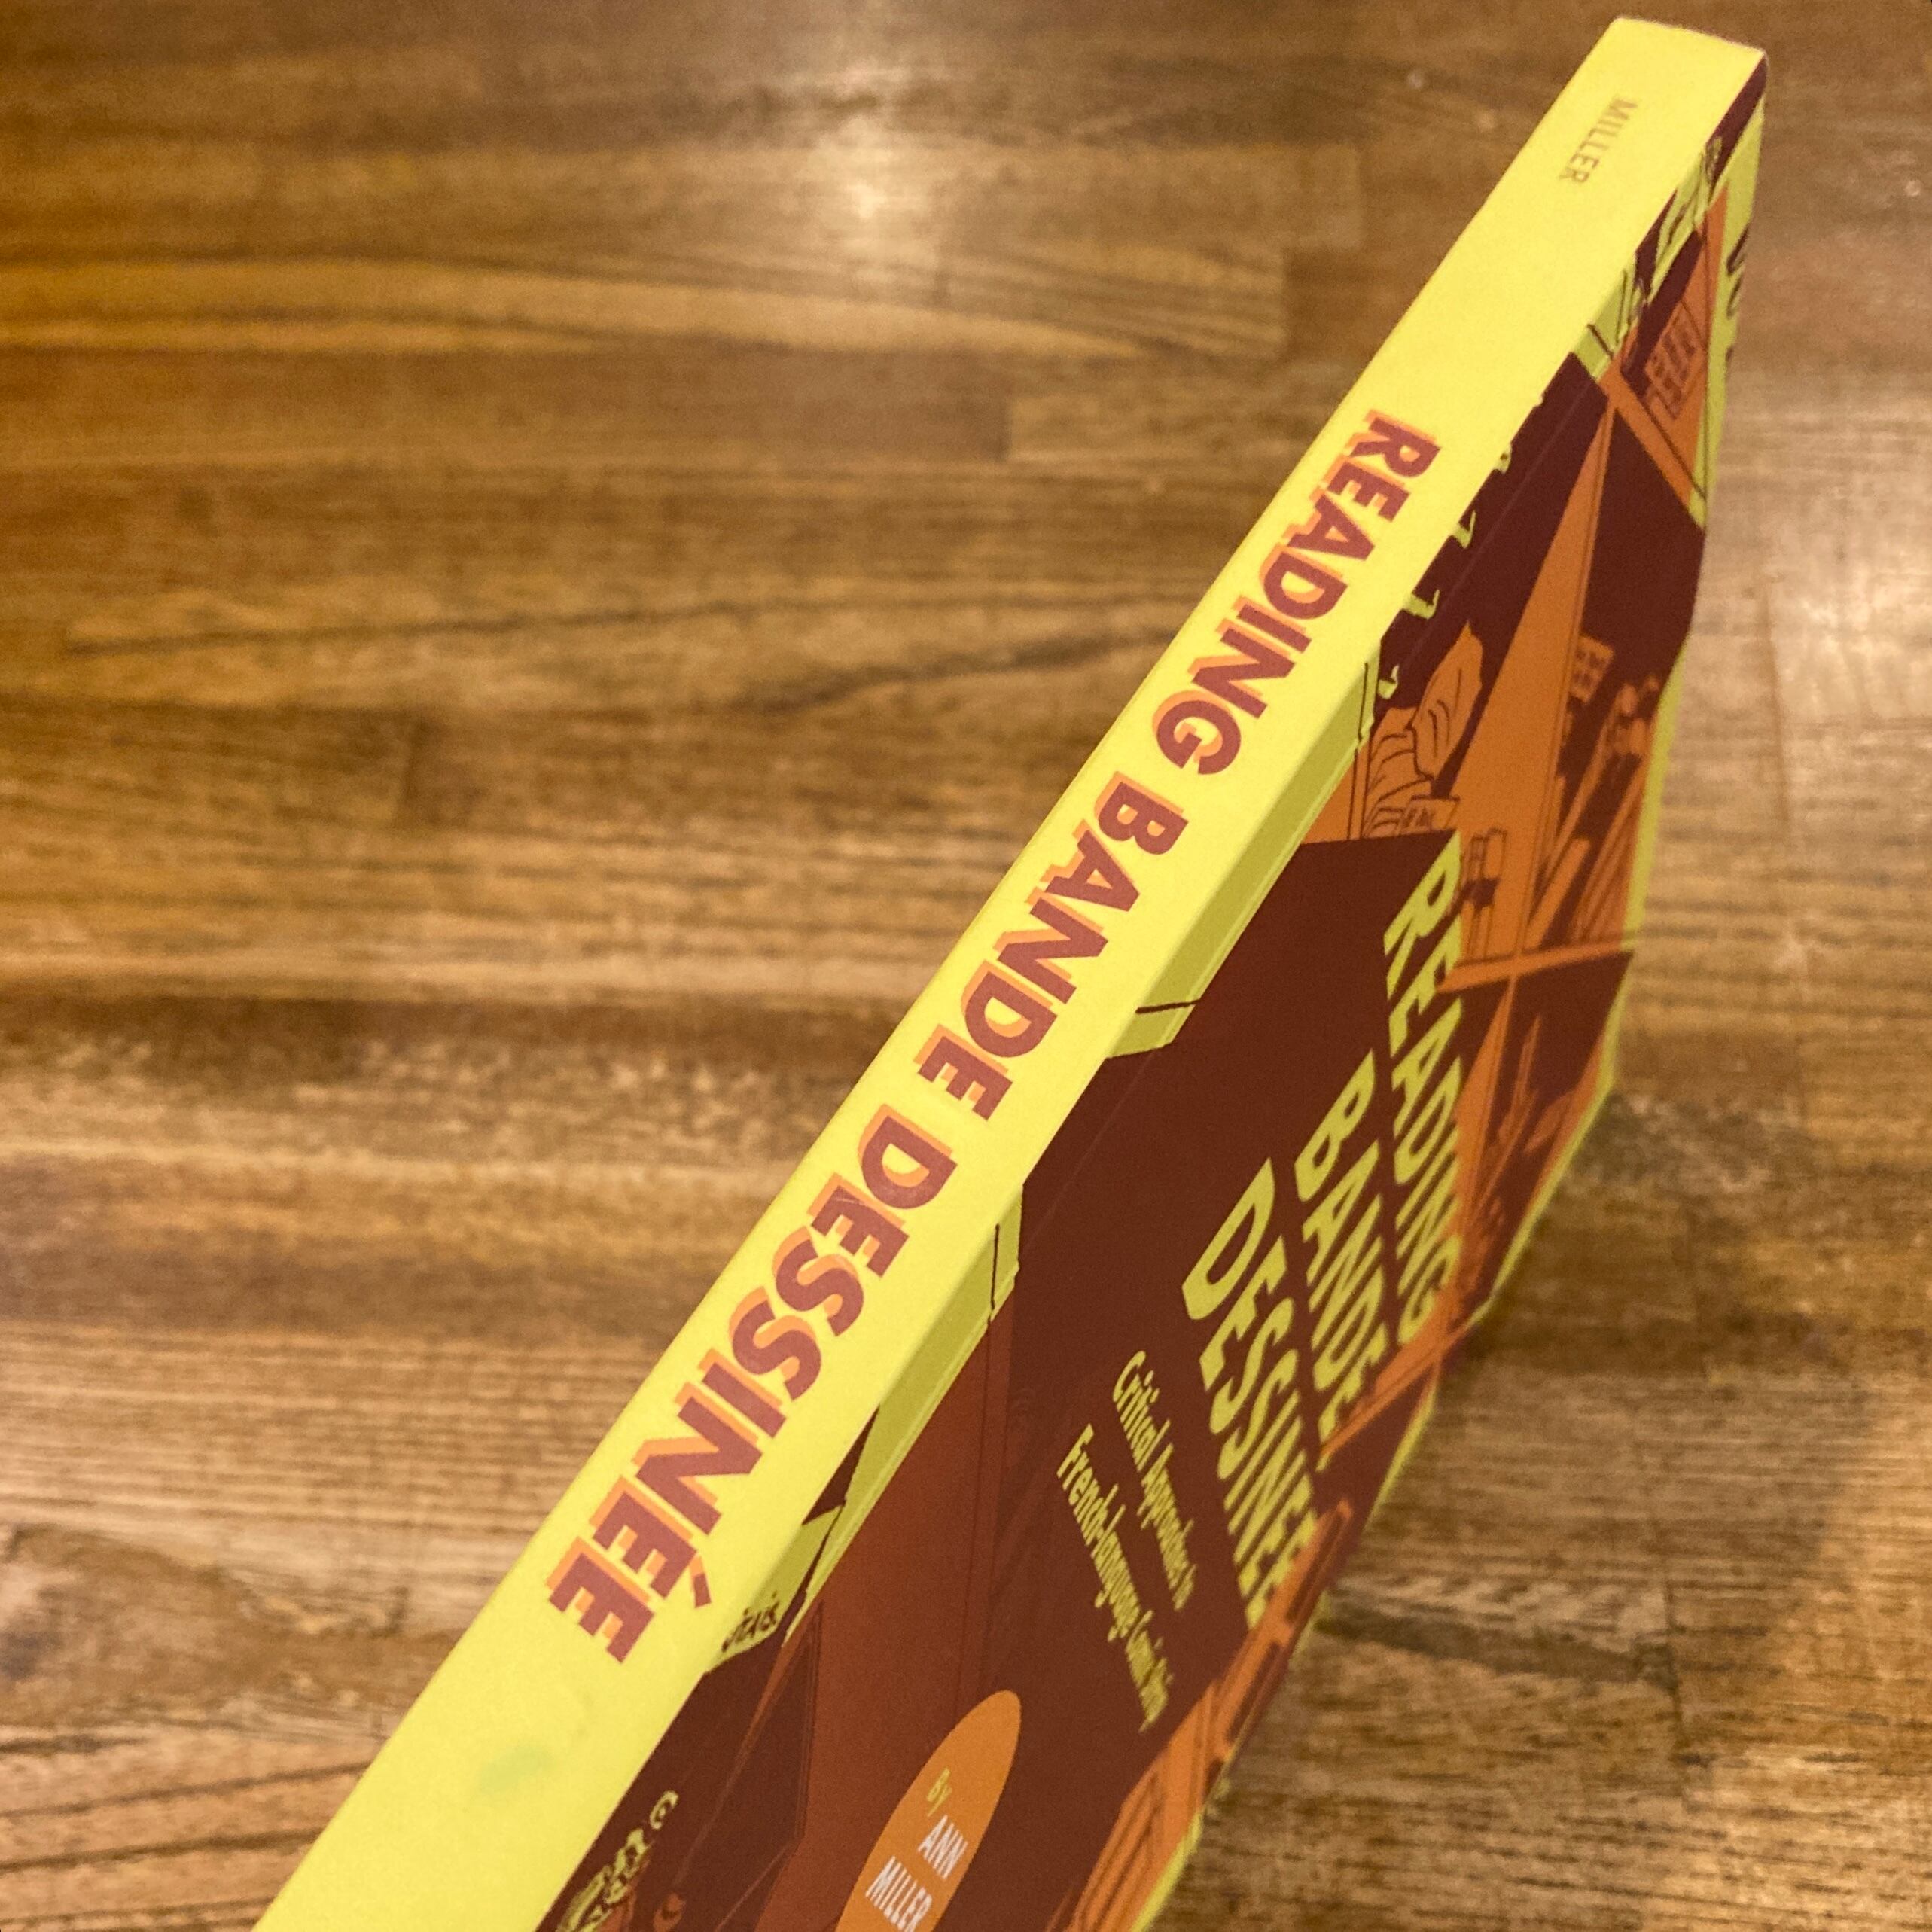 MILLER
READING BANDE DESSINÉE
READING
BANDE
DESSINÉE
Critical Approaches to
French-language Comic Strip
By
ANN
MILLER